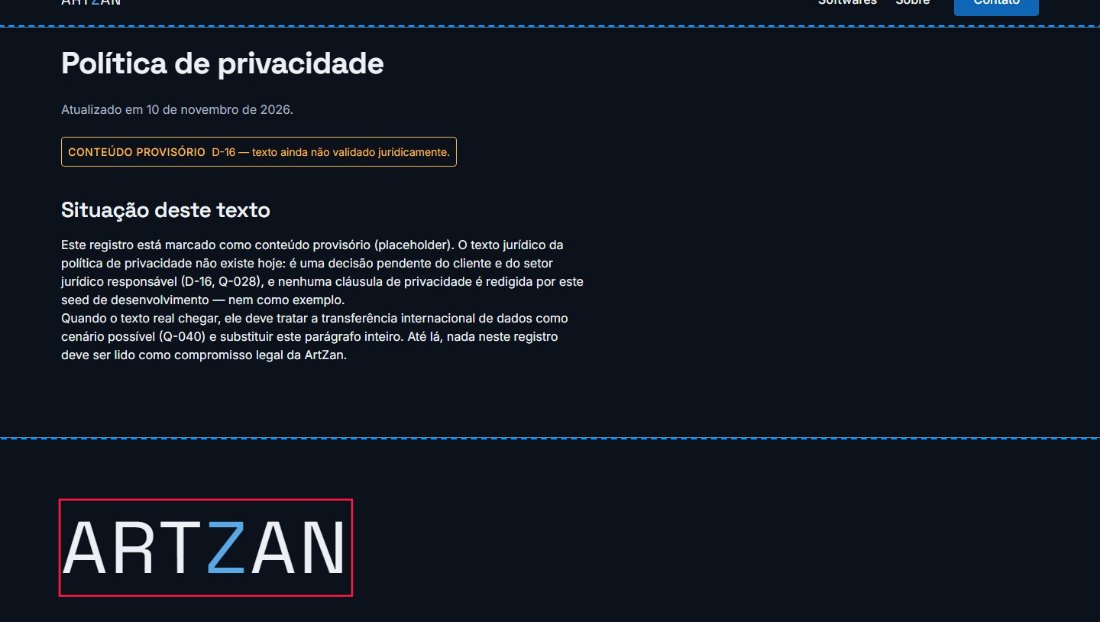 ARTZAN
Softwares Sobre Contato
Política de privacidade
Atualizado em 10 de novembro de 2026.
CONTEÚDO PROVISÓRIO D-16 — texto ainda não validado juridicamente.
Situação deste texto
Este registro está marcado como conteúdo provisório (placeholder). O texto jurídico da
política de privacidade não existe hoje: é uma decisão pendente do cliente e do setor
jurídico responsável (D-16, Q-028), e nenhuma cláusula de privacidade é redigida por este
seed de desenvolvimento — nem como exemplo.
Quando o texto real chegar, ele deve tratar a transferência internacional de dados como
cenário possível (Q-040) e substituir este parágrafo inteiro. Até lá, nada neste registro
deve ser lido como compromisso legal da ArtZan.
ARTZAN